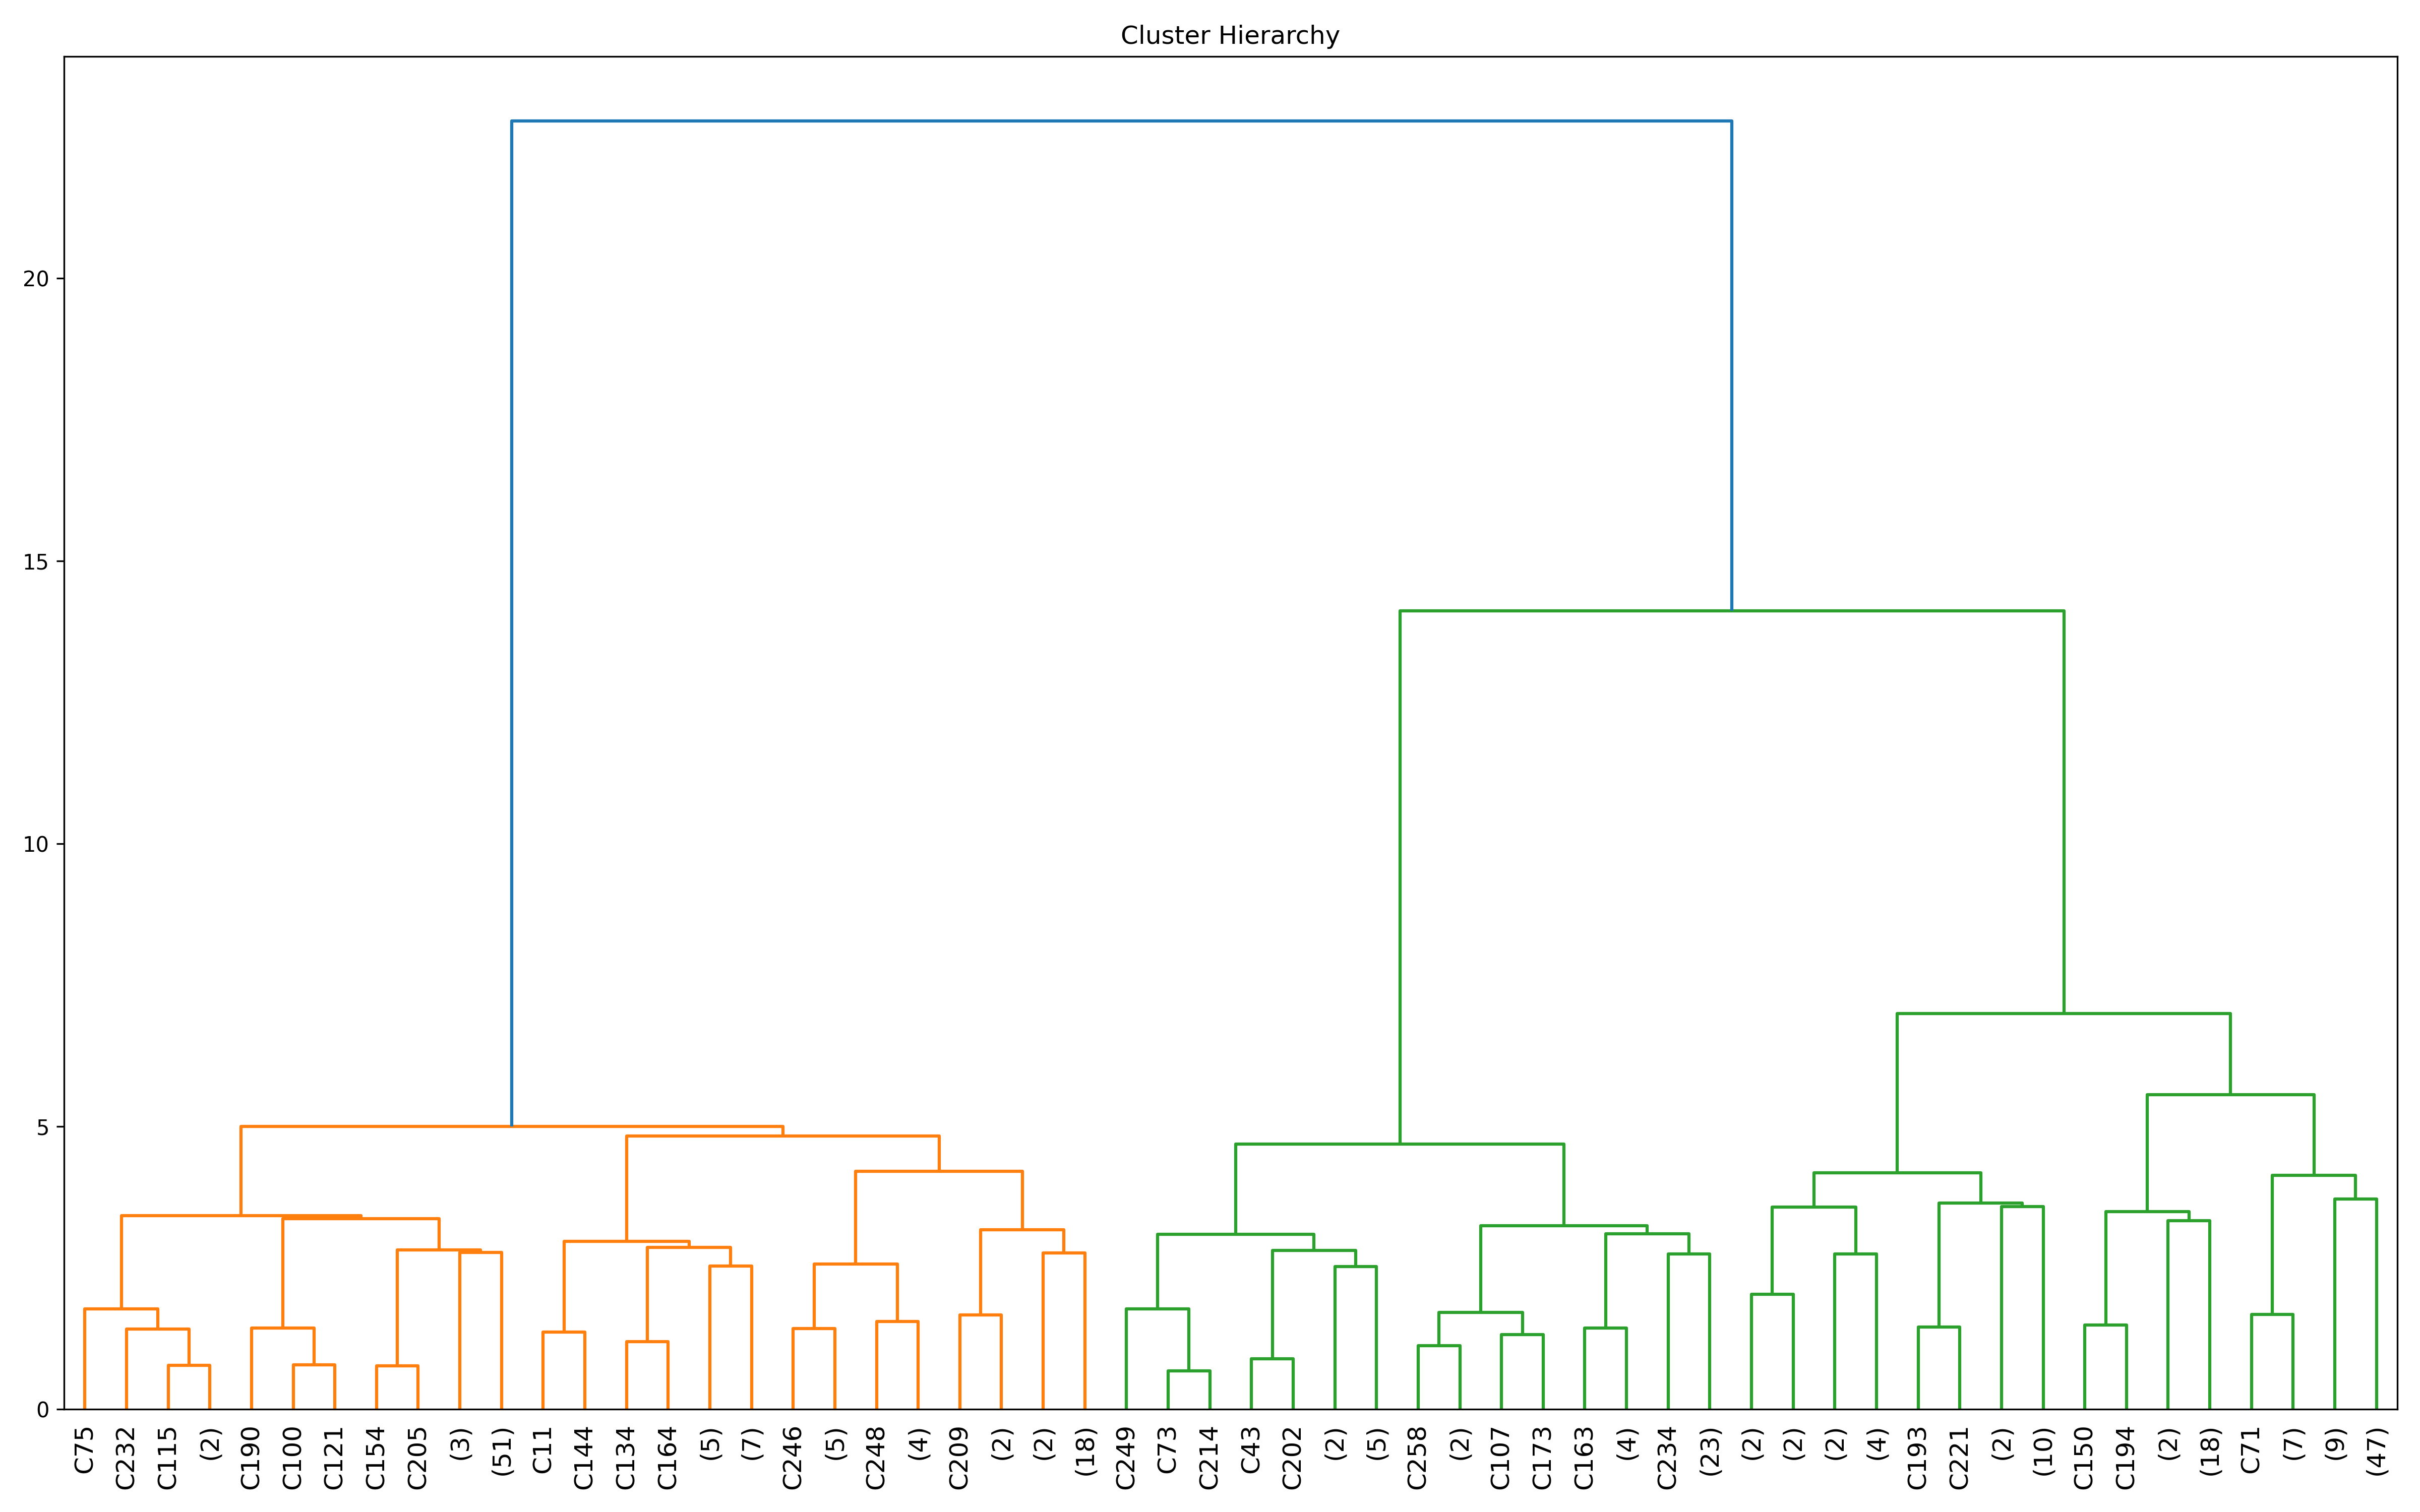 Cluster Hierarchy
20
15
10
5
0
C75 C232 C115 (2) C190 C100 C121 C154 C205 (3) (51) C11 C144 C134 C164 (5) (7) C246 (5) C248 (4) C209 (2) (2) (18) C249 C73 C214 C43 C202 (2) (5) C258 (2) C107 C173 C163 (4) C234 (23) (2) (2) (2) (4) C193 C221 (2) (10) C150 C194 (2) (18) C71 (7) (9) (47)